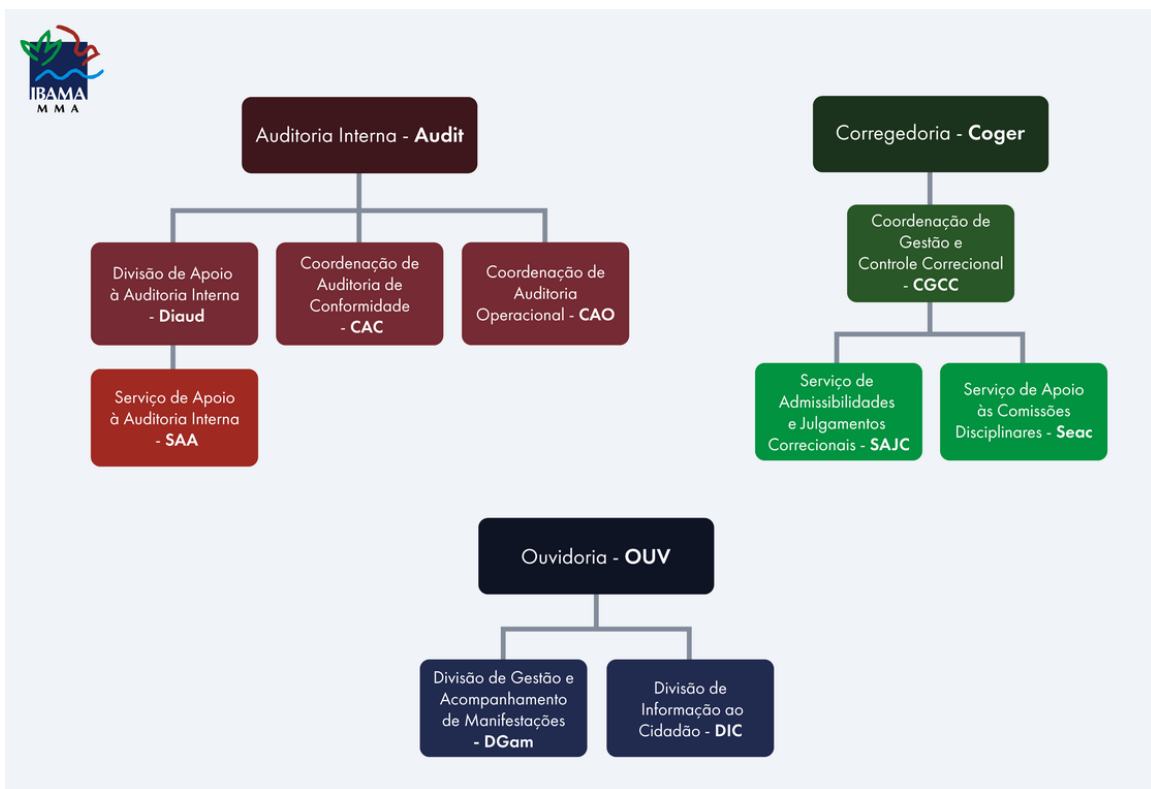 IBAMA
MMA
Auditoria Interna - Audit
Divisão de Apoio
à Auditoria Interna
- Diaud
Coordenação de
Auditoria de
Conformidade
- CAC
Coordenação de
Auditoria
Operacional - CAO
Serviço de Apoio
à Auditoria Interna
- SAA
Corregedoria - Coger
Coordenação de
Gestão e
Controle Correcional
- CGCC
Serviço de
Admissibilidades
e Julgamentos
Correcionais - SAJC
Serviço de Apoio
às Comissões
Disciplinares - Seac
Ouvidoria - OUV
Divisão de Gestão e
Acompanhamento
de Manifestações
- DGam
Divisão de
Informação ao
Cidadão - DIC